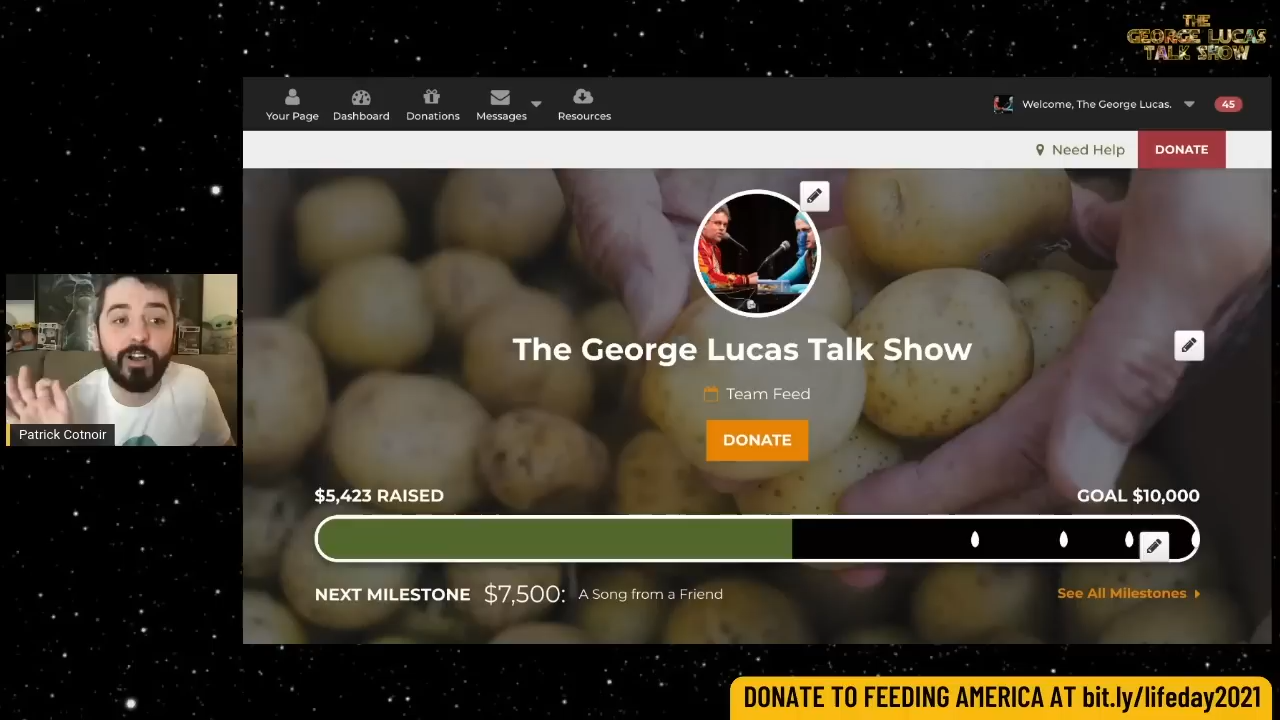 THE
GEORGE LUCAS
TALK SHOW
Your Page
Dashboard
Donations
Messages
Resources
Welcome, The George Lucas.
45
Need Help
DONATE
The George Lucas Talk Show
Team Feed
DONATE
$5,423 RAISED
GOAL $10,000
NEXT MILESTONE $7,500: A Song from a Friend
See All Milestones
Patrick Cotnoir
DONATE TO FEEDING AMERICA AT bit.ly/lifeday2021